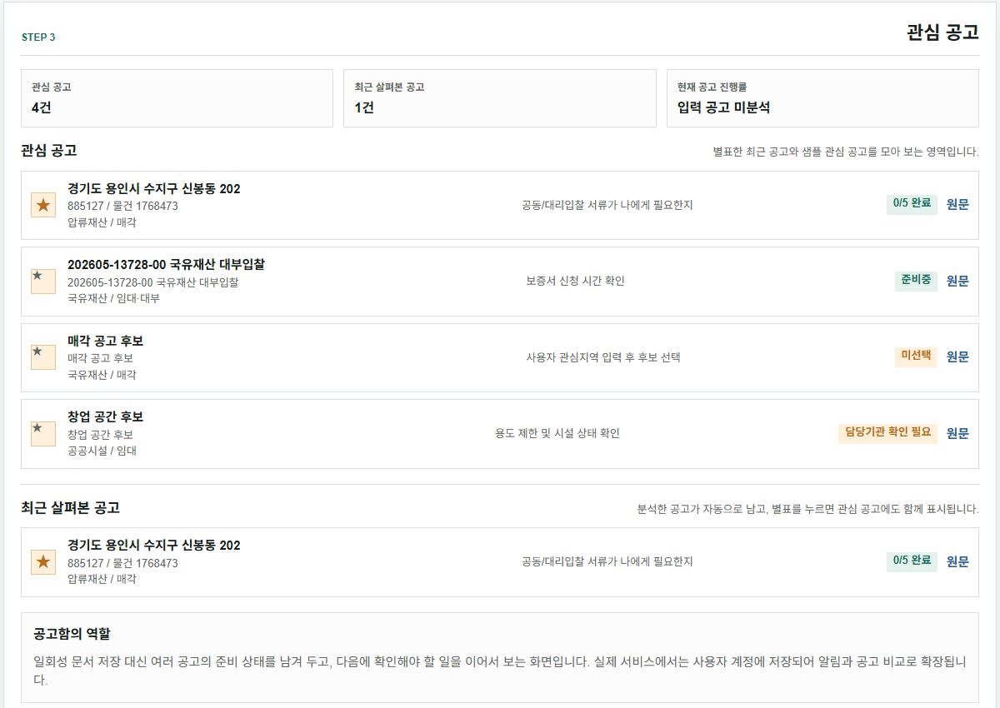 STEP 3
관심 공고
관심 공고
4건
최근 살펴본 공고
1건
현재 공고 진행률
입력 공고 미분석
관심 공고
별표한 최근 공고와 샘플 관심 공고를 모아 보는 영역입니다.
★
경기도 용인시 수지구 신봉동 202
885127 / 물건 1768473
압류재산 / 매각
공동/대리입찰 서류가 나에게 필요한지
0/5 완료
원문
★
202605-13728-00 국유재산 대부입찰
202605-13728-00 국유재산 대부입찰
국유재산 / 임대·대부
보증서 신청 시간 확인
준비중
원문
★
매각 공고 후보
매각 공고 후보
국유재산 / 매각
사용자 관심지역 입력 후 후보 선택
미선택
원문
★
창업 공간 후보
창업 공간 후보
공공시설 / 임대
용도 제한 및 시설 상태 확인
담당기관 확인 필요
원문
최근 살펴본 공고
분석한 공고가 자동으로 남고, 별표를 누르면 관심 공고에도 함께 표시됩니다.
★
경기도 용인시 수지구 신봉동 202
885127 / 물건 1768473
압류재산 / 매각
공동/대리입찰 서류가 나에게 필요한지
0/5 완료
원문
공고함의 역할
일회성 문서 저장 대신 여러 공고의 준비 상태를 남겨 두고, 다음에 확인해야 할 일을 이어서 보는 화면입니다. 실제 서비스에서는 사용자 계정에 저장되어 알림과 공고 비교로 확장됩니
다.